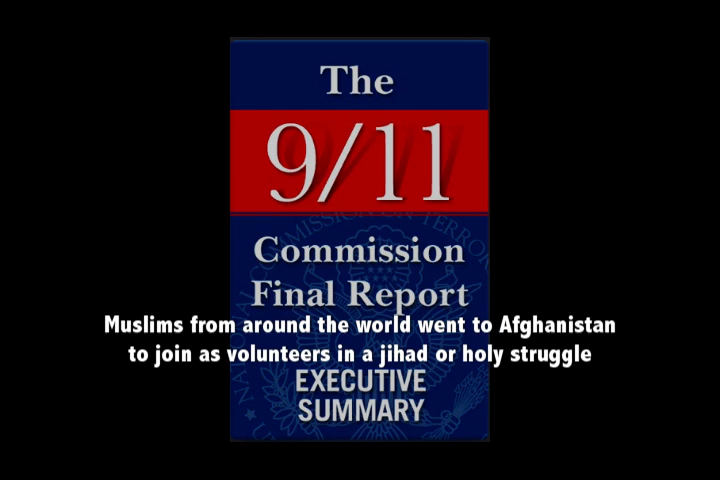 The
9/11
Commission
Final Report
Muslims from around the world went to Afghanistan
to join as volunteers in a jihad or holy struggle
EXECUTIVE
SUMMARY